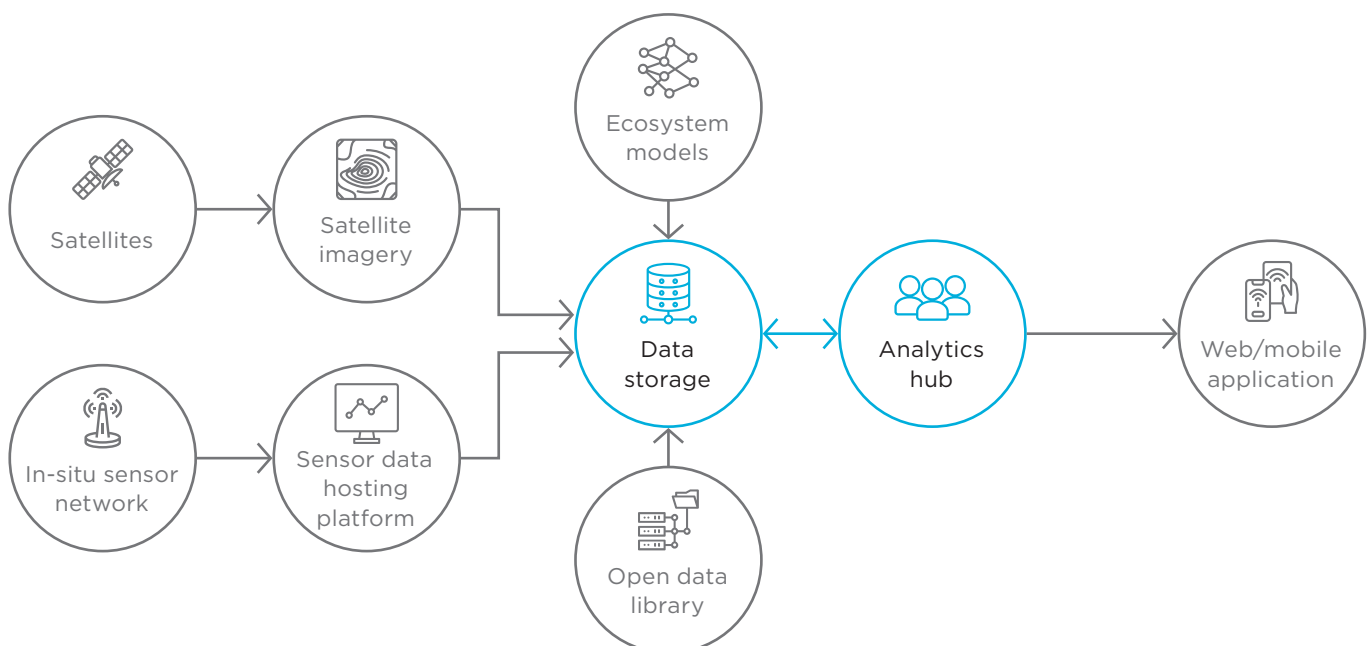 Ecosystem
models
Satellites
Satellite
imagery
Data
storage
Analytics
hub
Web/mobile
application
In-situ sensor
network
Sensor data
hosting
platform
Open data
library